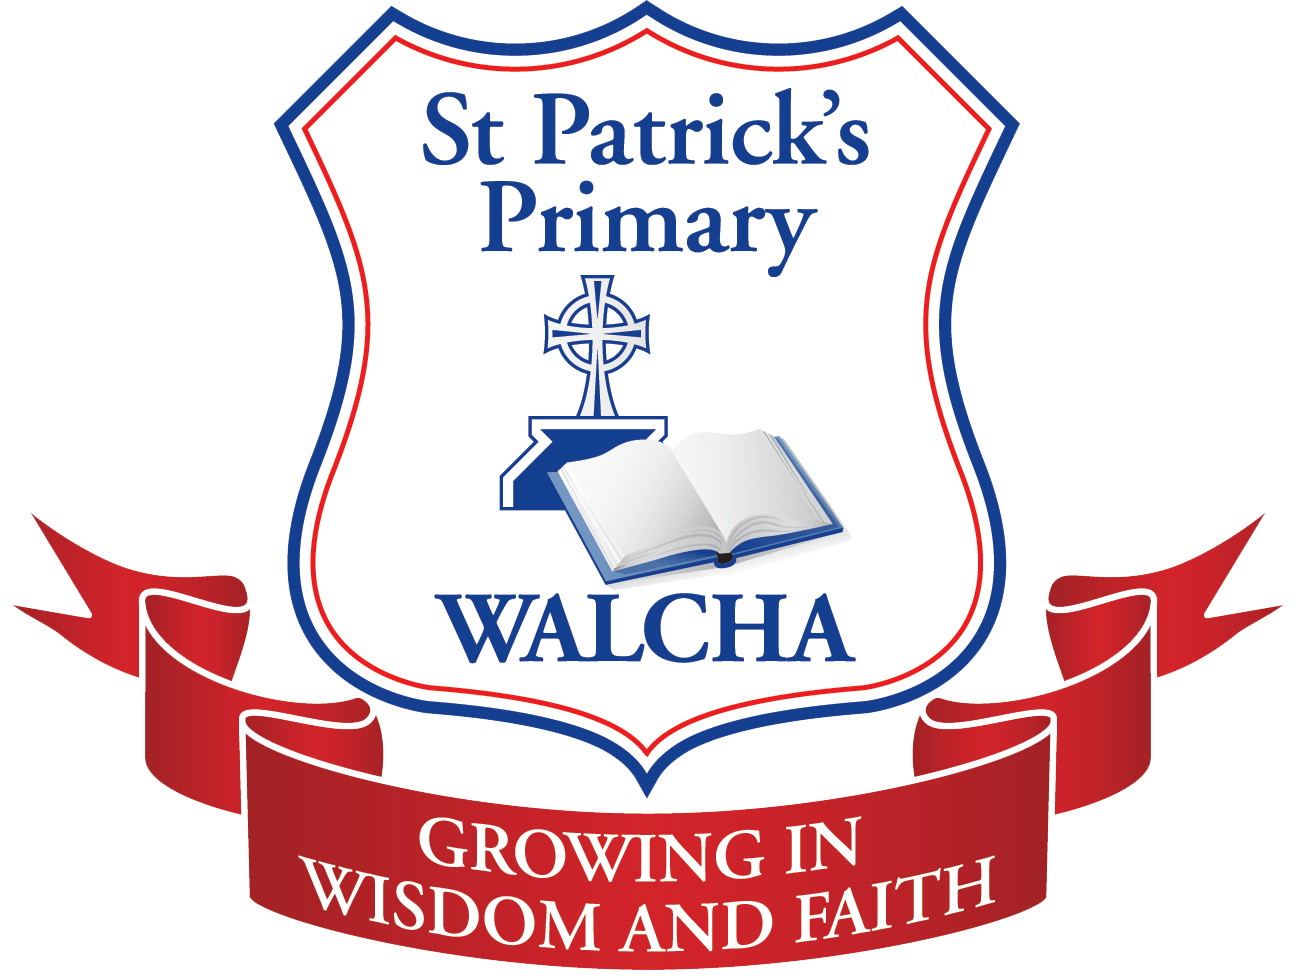 St Patrick’s
Primary
WALCHA
GROWING IN
WISDOM AND FAITH